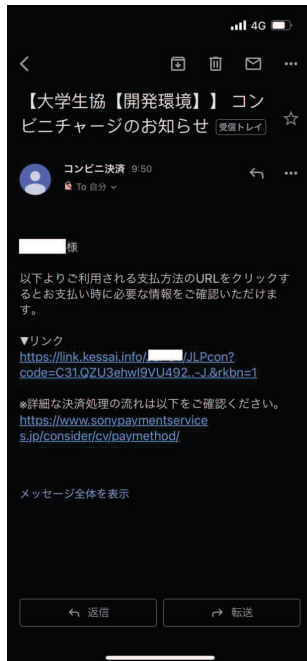 4G
【大学生協【開発環境】】 コン
ビニチャージのお知らせ 受信トレイ
コンビニ決済 9:50
To 自分
様
以下よりご利用される支払方法のURLをクリックす
るとお支払い時に必要な情報をご確認いただけま
す。
▼リンク
https://link.kessai.info/J /JLPcon?
code=C31.QZU3ehwI9VU492..-J.&rkbn=1
※詳細な決済処理の流れは以下をご確認ください。
https://www.sonypaymentservice
s.jp/consider/cv/paymethod/
メッセージ全体を表示
返信
転送